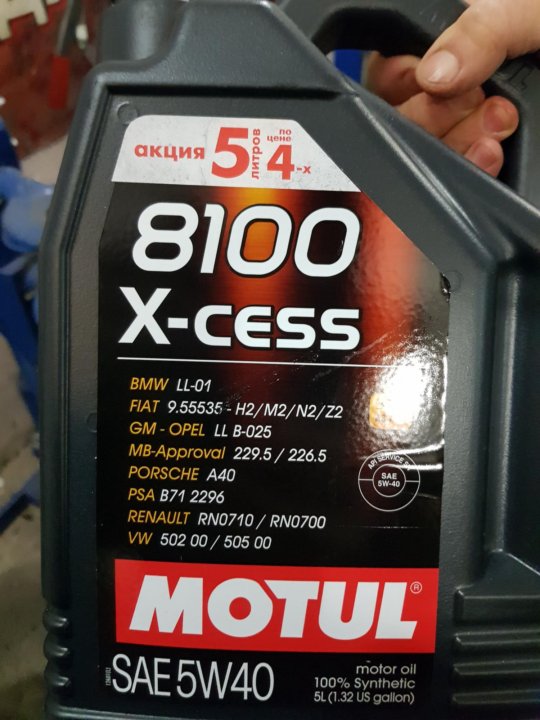 акция 5 литров по цене 4-х
8100
X-cess
BMW LL-01
FIAT 9.55535 - H2/M2/N2/Z2
GM - OPEL LL B-025
MB-Approval 229.5 / 226.5
PORSCHE A40
PSA B71 2296
RENAULT RN0710 / RN0700
VW 502 00 / 505 00
API SERVICE
SAE
5W-40
MOTUL®
SAE 5W40
motor oil
100% Synthetic
5L (1.32 US gallon)